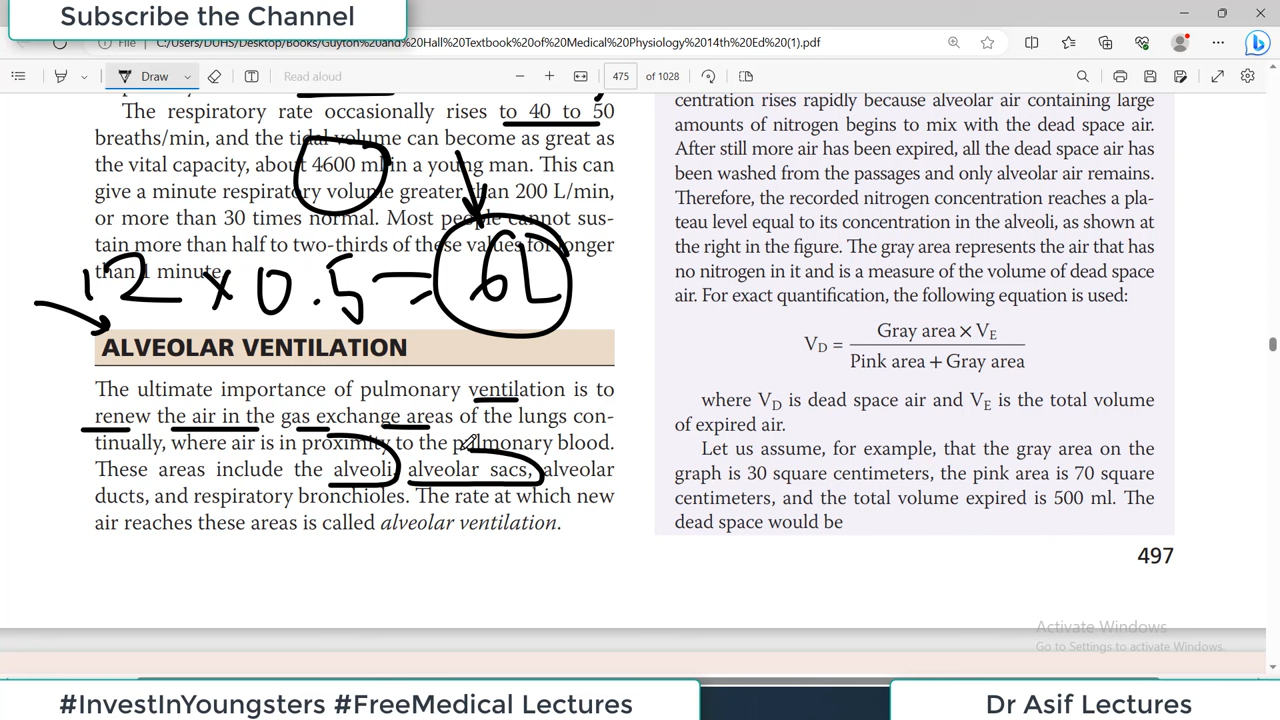 Subscribe the Channel
File
C:/Users/DUHS/Desktop/Books/Guyton%20and%20Hall%20Textbook%20of%20Medical%20Physiology%2014th%20Ed%20(1).pdf
Draw
Read aloud
475 of 1028
The respiratory rate occasionally rises to 40 to 50
breaths/min, and the tidal volume can become as great as
the vital capacity, about 4600 ml in a young man. This can
give a minute respiratory volume greater than 200 L/min,
or more than 30 times normal. Most people cannot sus-
tain more than half to two-thirds of these values for longer
than 1 minute.
12 x 0.5 = 6L
ALVEOLAR VENTILATION
The ultimate importance of pulmonary ventilation is to
renew the air in the gas exchange areas of the lungs con-
tinually, where air is in proximity to the pulmonary blood.
These areas include the alveoli, alveolar sacs, alveolar
ducts, and respiratory bronchioles. The rate at which new
air reaches these areas is called alveolar ventilation.
centration rises rapidly because alveolar air containing large
amounts of nitrogen begins to mix with the dead space air.
After still more air has been expired, all the dead space air has
been washed from the passages and only alveolar air remains.
Therefore, the recorded nitrogen concentration reaches a pla-
teau level equal to its concentration in the alveoli, as shown at
the right in the figure. The gray area represents the air that has
no nitrogen in it and is a measure of the volume of dead space
air. For exact quantification, the following equation is used:
VD = Gray area × VE
Pink area + Gray area
where VD is dead space air and VE is the total volume
of expired air.
Let us assume, for example, that the gray area on the
graph is 30 square centimeters, the pink area is 70 square
centimeters, and the total volume expired is 500 ml. The
dead space would be
497
Activate Windows
Go to Settings to activate Windows.
#InvestInYoungsters #FreeMedical Lectures
Dr Asif Lectures